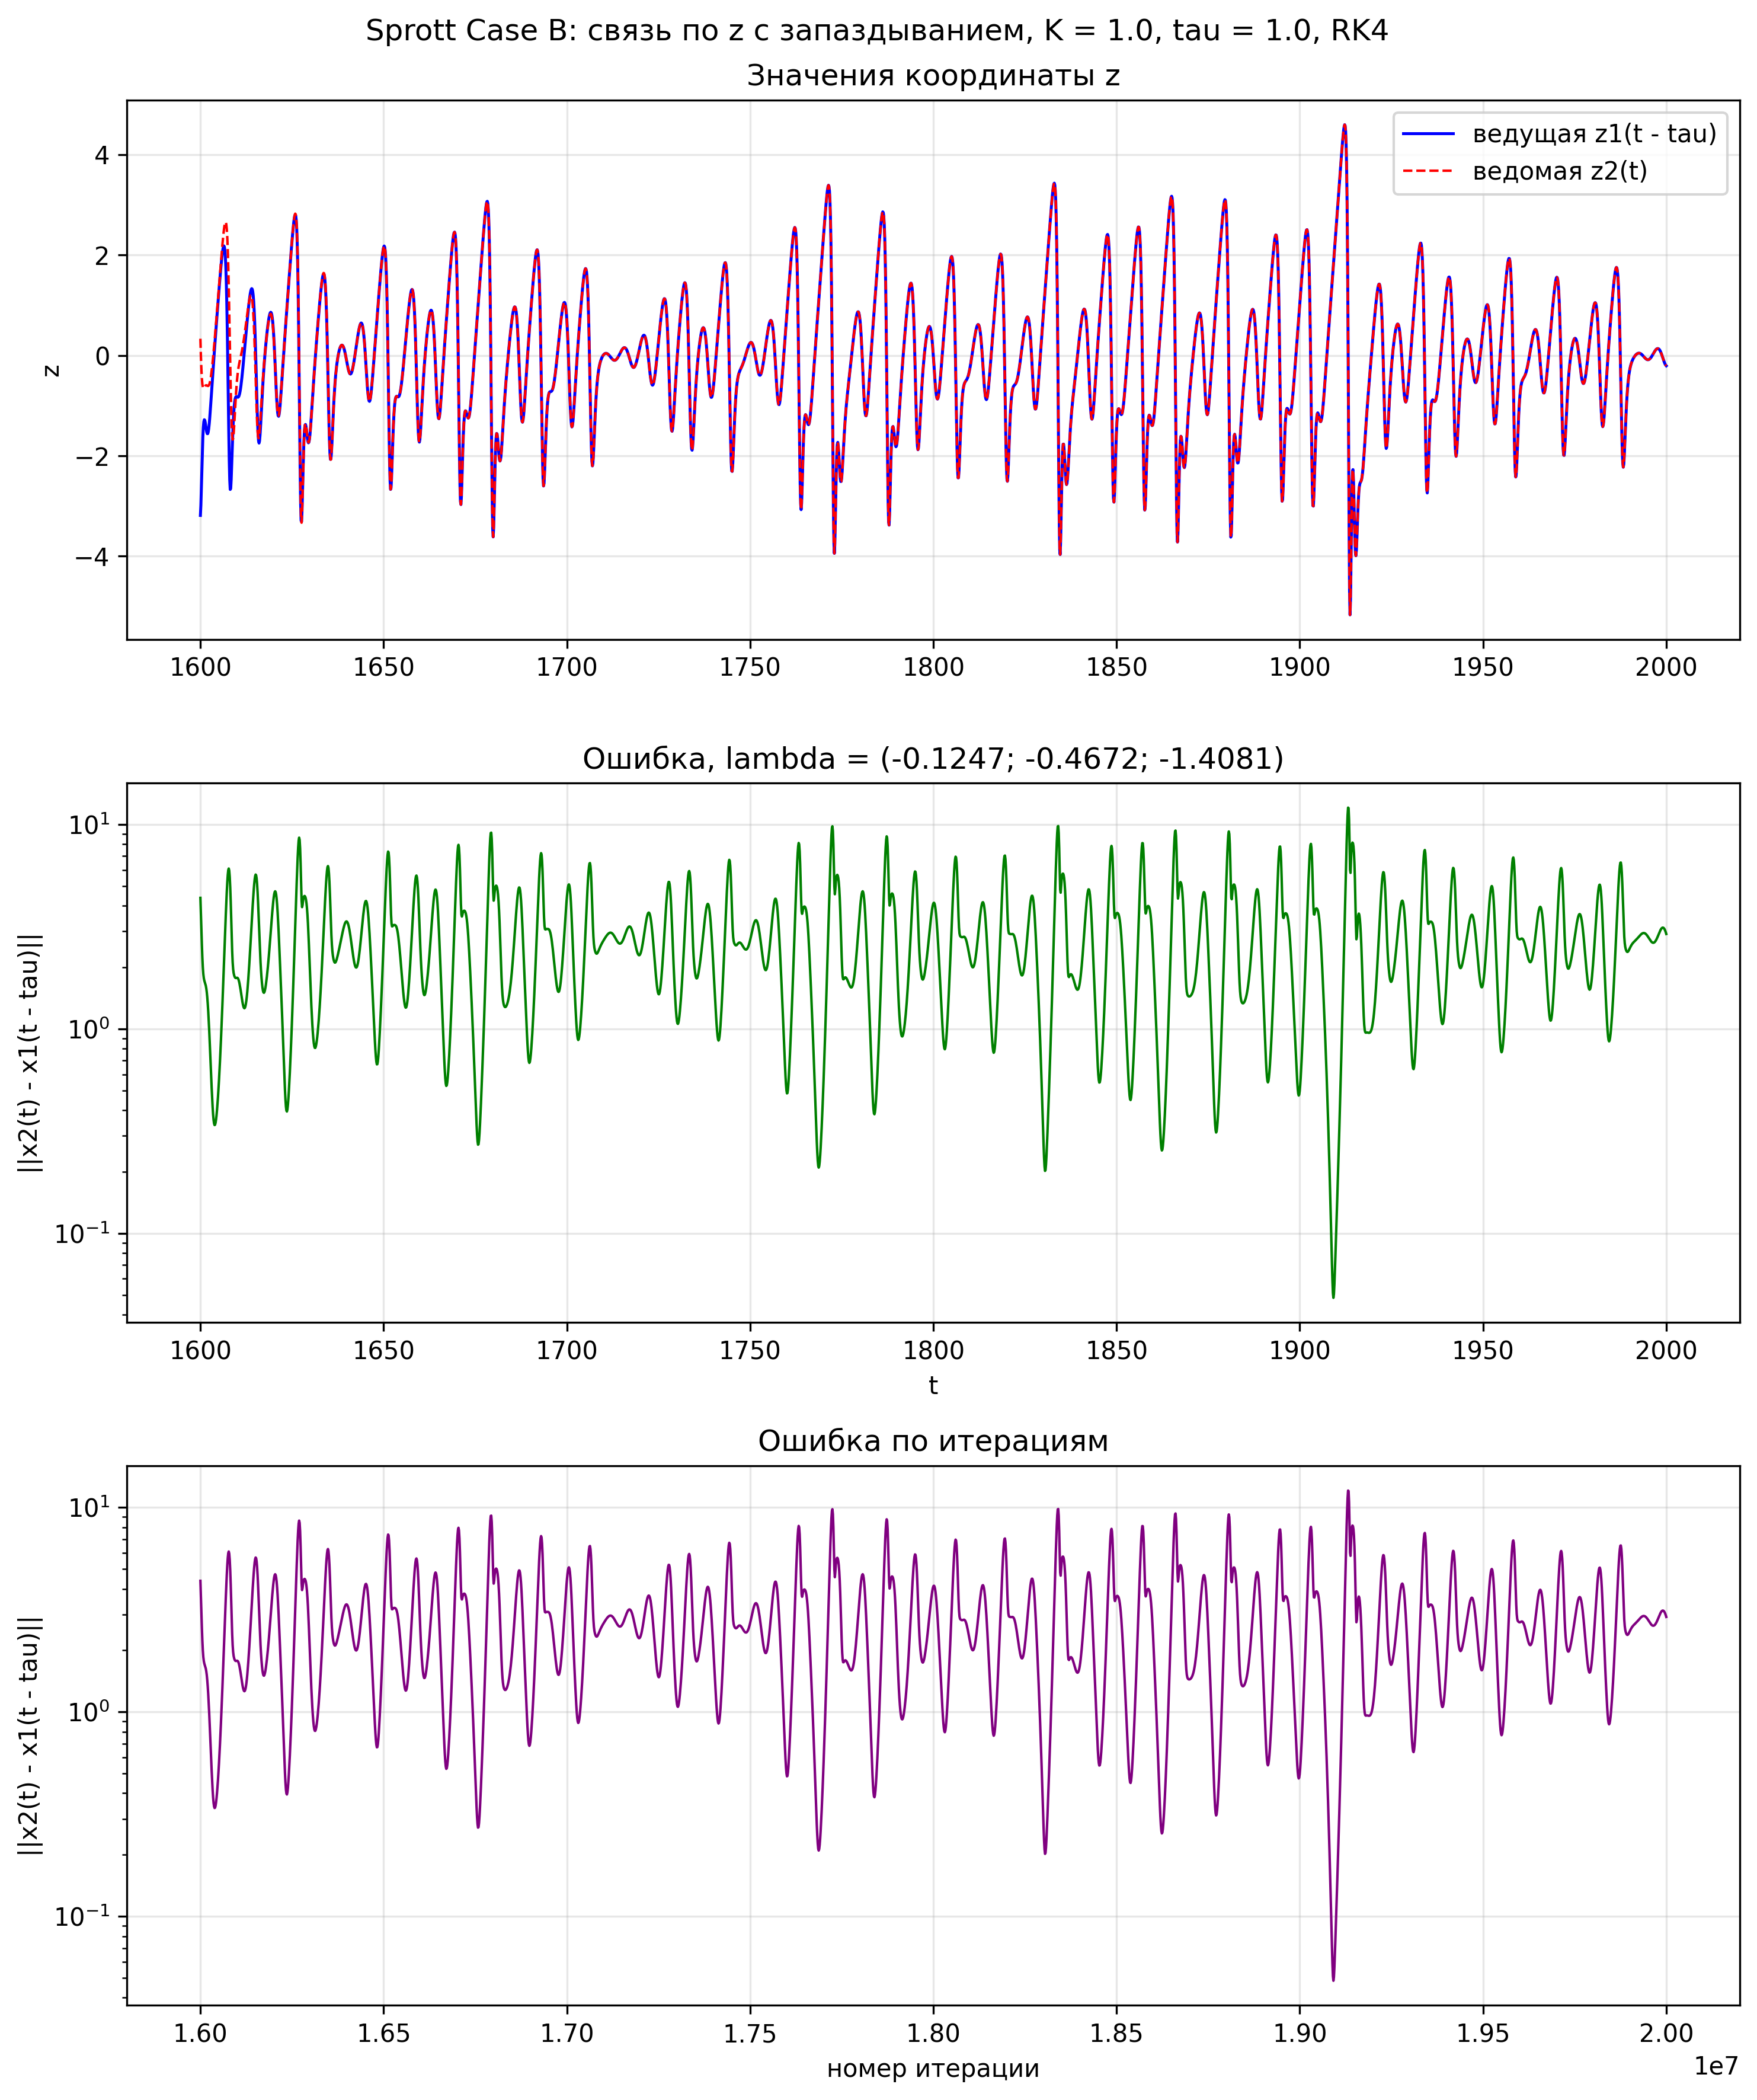 Sprott Case B: связь по z с запаздыванием, K = 1.0, tau = 1.0, RK4
Значения координаты z
ведущая z1(t - tau)
ведомая z2(t)
z
4
2
0
−2
−4
1600 1650 1700 1750 1800 1850 1900 1950 2000
Ошибка, lambda = (-0.1247; -0.4672; -1.4081)
||x2(t) - x1(t - tau)||
10¹
10⁰
10⁻¹
1600 1650 1700 1750 1800 1850 1900 1950 2000
t
Ошибка по итерациям
||x2(t) - x1(t - tau)||
10¹
10⁰
10⁻¹
1.60 1.65 1.70 1.75 1.80 1.85 1.90 1.95 2.00
1e7
номер итерации